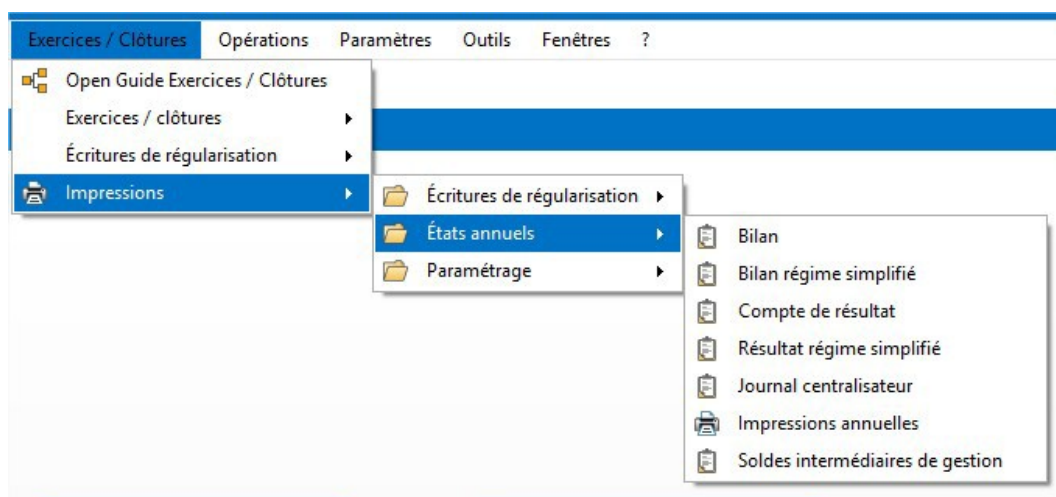 Exercices / Clôtures Opérations Paramètres Outils Fenêtres ?
Open Guide Exercices / Clôtures
Exercices / clôtures
Écritures de régularisation
Impressions
Écritures de régularisation
États annuels
Paramétrage
Bilan
Bilan régime simplifié
Compte de résultat
Résultat régime simplifié
Journal centralisateur
Impressions annuelles
Soldes intermédiaires de gestion